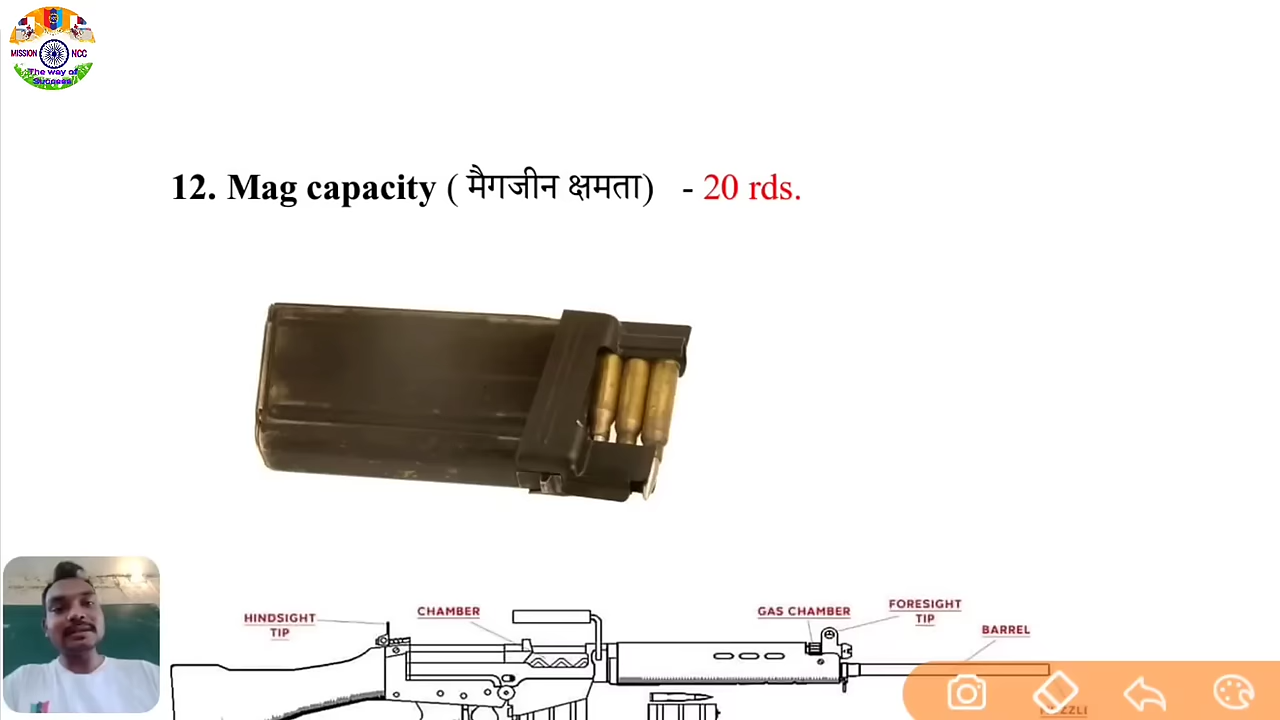 MISSION NCC
The way of
Success
12. Mag capacity ( मैगजीन क्षमता) - 20 rds.
HINDSIGHT
TIP
CHAMBER
GAS CHAMBER
FORESIGHT
TIP
BARREL